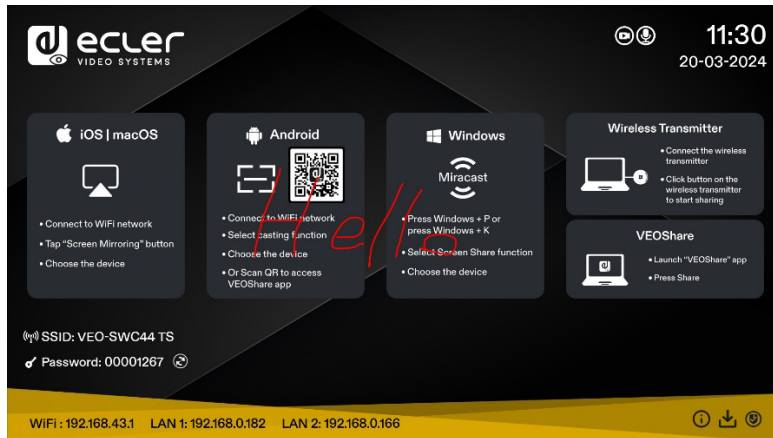 ecler
VIDEO SYSTEMS
11:30
20-03-2024
iOS | macOS
• Connect to WiFi network
• Tap “Screen Mirroring” button
• Choose the device
Android
• Connect to WiFi network
• Select casting function
• Choose the device
• Or Scan QR to access
VEOShare app
Windows
Miracast
• Press Windows + P or
press Windows + K
• Select Screen Share function
• Choose the device
Hello
Wireless Transmitter
• Connect the wireless
transmitter
• Click button on the
wireless transmitter
to start sharing
VEOShare
• Launch “VEOShare” app
• Press Share
SSID: VEO-SWC44 TS
Password: 00001267
WiFi : 192.168.43.1 LAN 1: 192.168.0.182 LAN 2: 192.168.0.166